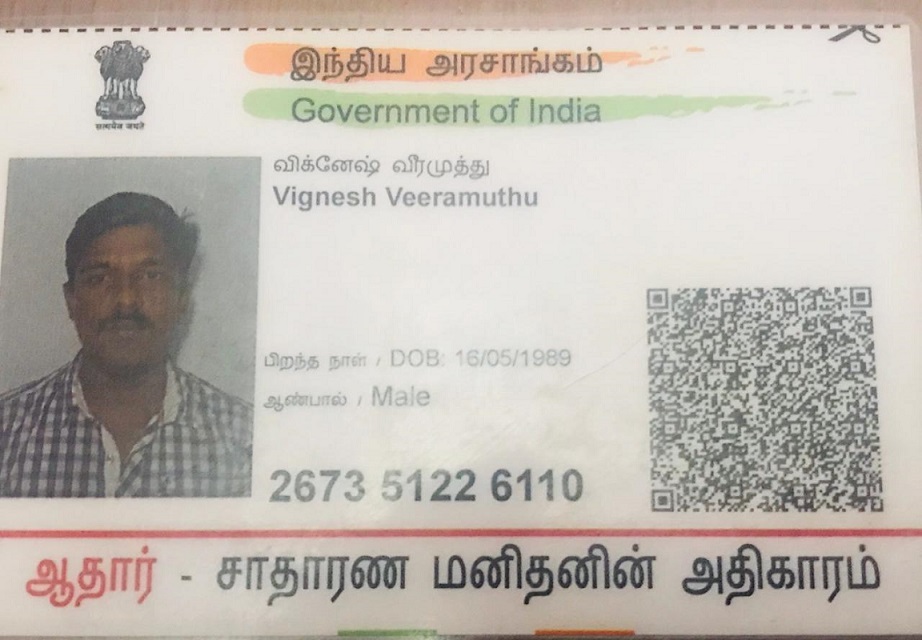 இந்திய அரசாங்கம்
Government of India
सत्यमेव जयते
விக்னேஷ் வீரமுத்து
Vignesh Veeramuthu
பிறந்த நாள் / DOB: 16/05/1989
ஆண்பால் / Male
2673 5122 6110
ஆதார் - சாதாரண மனிதனின் அதிகாரம்